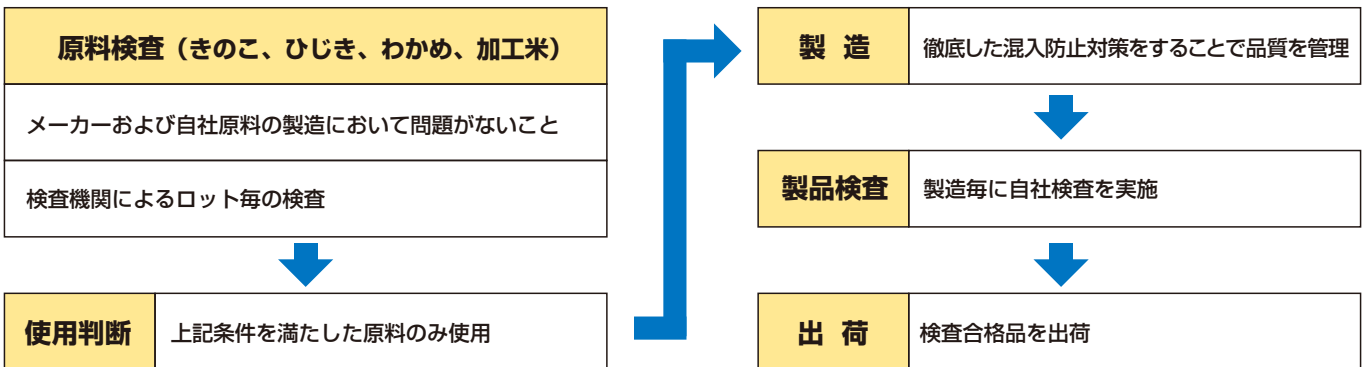 原料検査（きのこ、ひじき、わかめ、加工米）
メーカーおよび自社原料の製造において問題がないこと
検査機関によるロット毎の検査
使用判断
上記条件を満たした原料のみ使用
製 造
徹底した混入防止対策をすることで品質を管理
製品検査
製造毎に自社検査を実施
出 荷
検査合格品を出荷